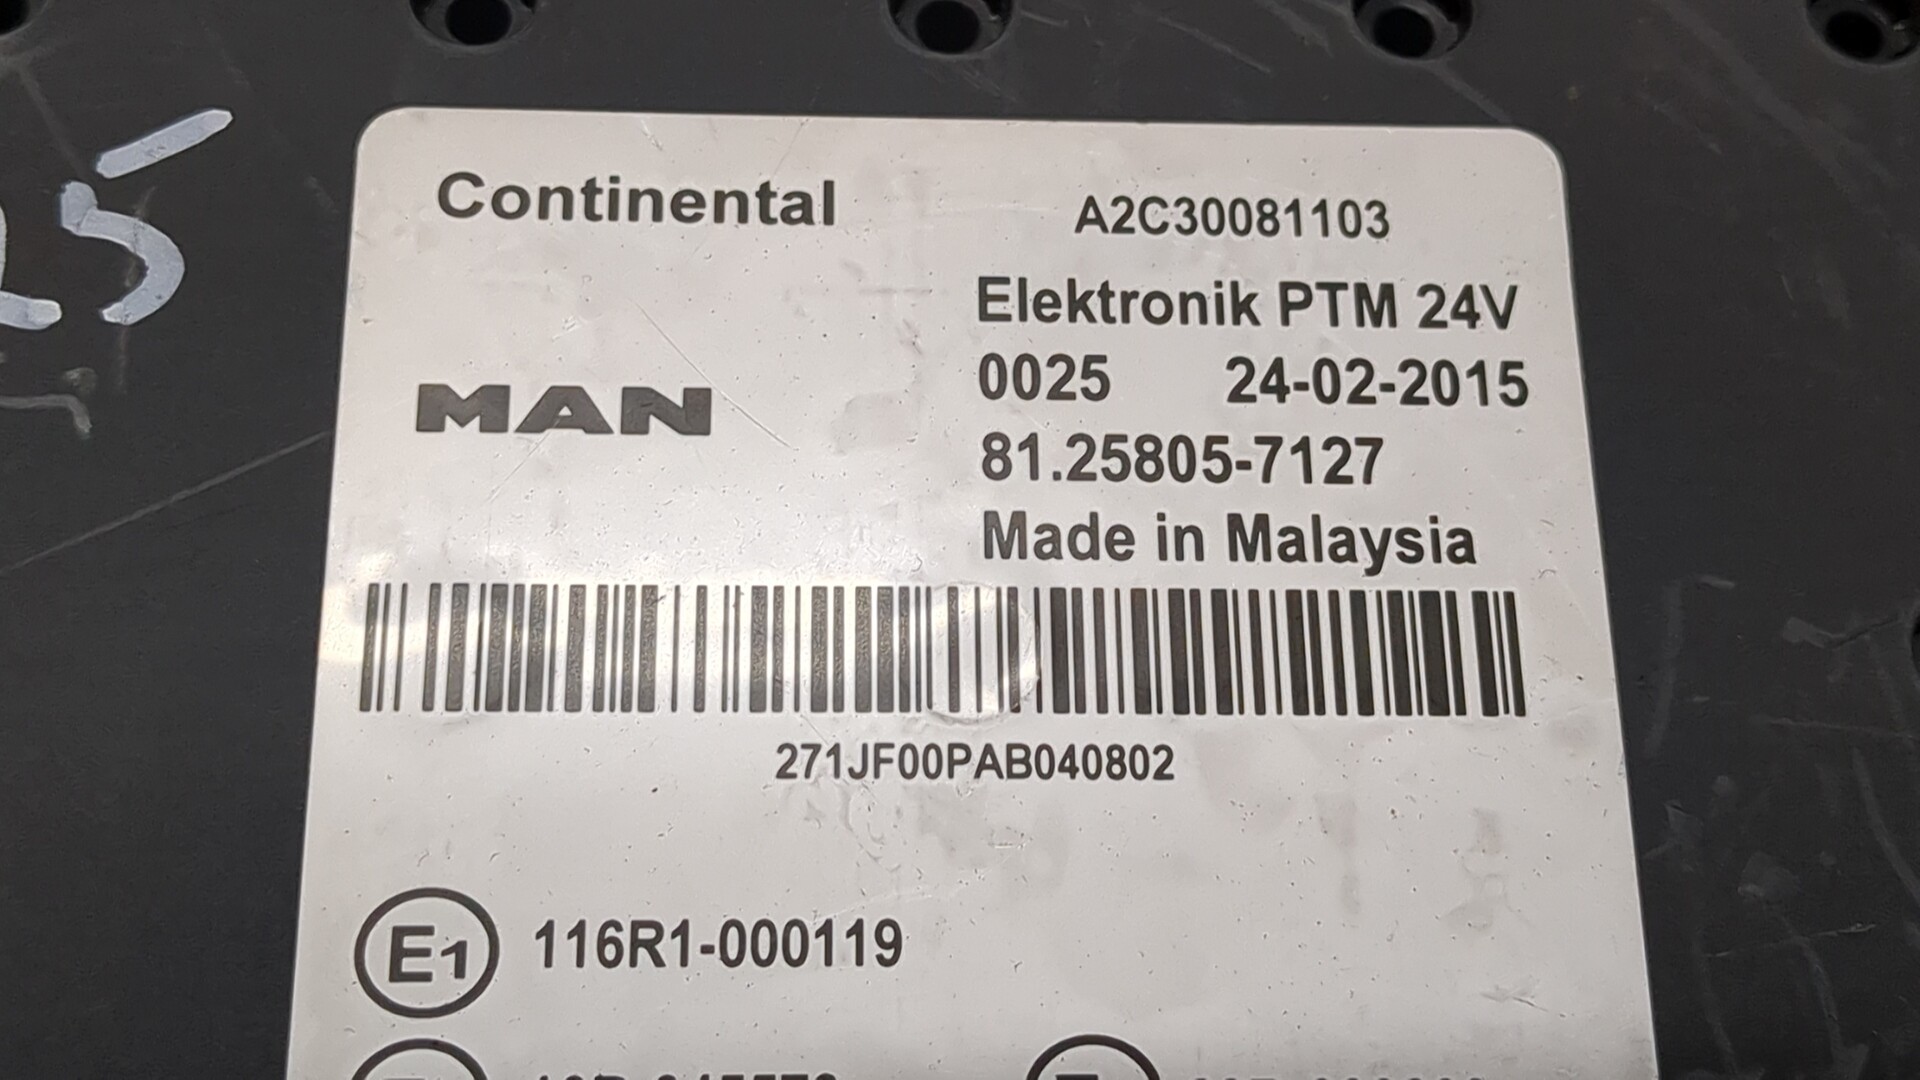 25
Continental
A2C30081103
Elektronik PTM 24V
MAN
0025 24-02-2015
81.25805-7127
Made in Malaysia
271JF00PAB040802
E1 116R1-000119